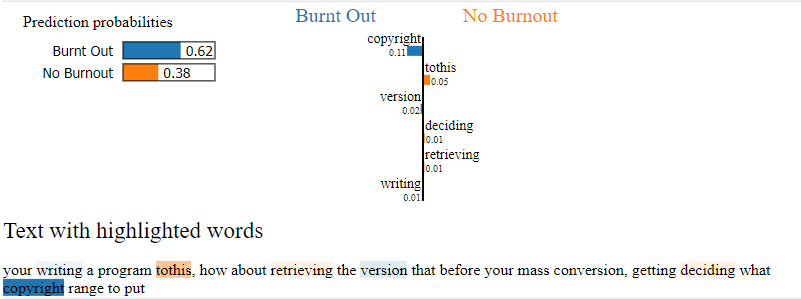 Prediction probabilities
Burnt Out 0.62
No Burnout 0.38
Burnt Out No Burnout
copyright
0.11
tothis
0.05
version
0.02
deciding
0.01
retrieving
0.01
writing
0.01
Text with highlighted words
your writing a program tothis, how about retrieving the version that before your mass conversion, getting deciding what
copyright range to put